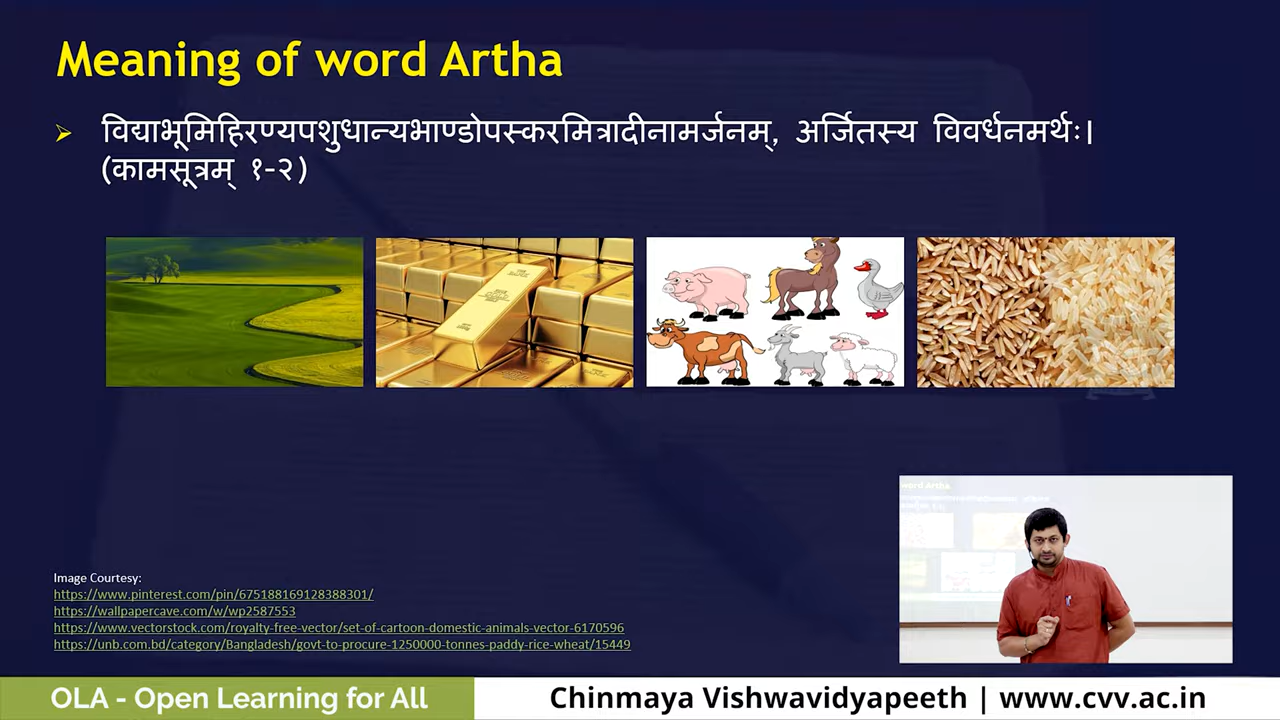 Meaning of word Artha
विद्याभूमिहिरण्यपशुधान्यभाण्डोपस्करमित्रादीनामर्जनम्, अर्जितस्य विवर्धनमर्थः।
(कामसूत्रम् १-२)
Image Courtesy:
https://www.pinterest.com/pin/675188169128388301/
https://wallpapercave.com/w/wp2587553
https://www.vectorstock.com/royalty-free-vector/set-of-cartoon-domestic-animals-vector-6170596
https://unb.com.bd/category/Bangladesh/govt-to-procure-1250000-tonnes-paddy-rice-wheat/15449
word Artha
OLA - Open Learning for All
Chinmaya Vishwavidyapeeth | www.cvv.ac.in